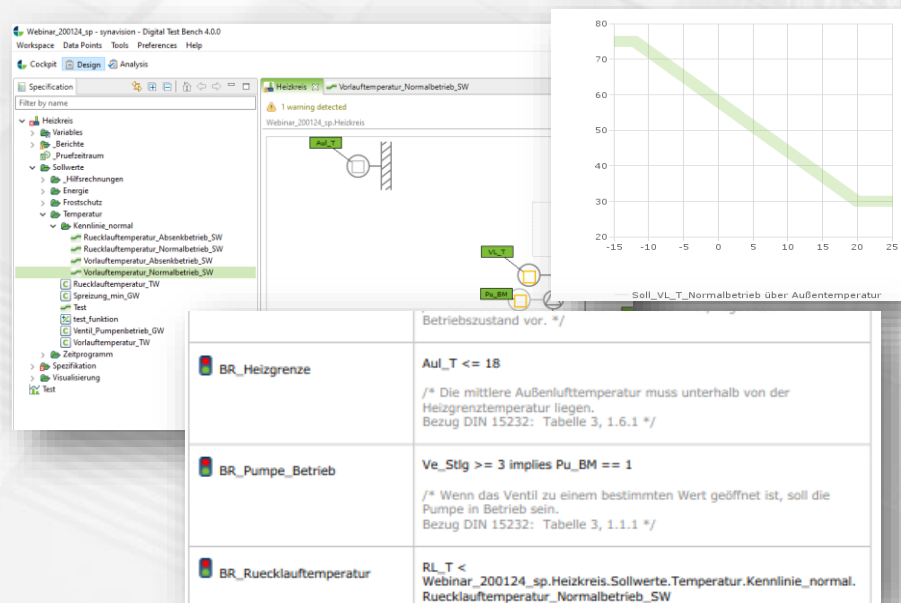 Webinar_200124_sp - synavision - Digital Test Bench 4.0.0
Workspace Data Points Tools Preferences Help
Cockpit Design Analysis
Specification
Filter by name
Heizkreis
Variables
_Berichte
_Pruefzeitraum
Sollwerte
_Hilfsrechnungen
Energie
Frostschutz
Temperatur
Kennlinie_normal
Ruecklauftemperatur_Absenkbetrieb_SW
Ruecklauftemperatur_Normalbetrieb_SW
Vorlauftemperatur_Absenkbetrieb_SW
Vorlauftemperatur_Normalbetrieb_SW
Ruecklauftemperatur_TW
Spreizung_min_GW
Test
test_funktion
Ventil_Pumpenbetrieb_GW
Vorlauftemperatur_TW
Zeitprogramm
Spezifikation
Visualisierung
Test
Heizkreis Vorlauftemperatur_Normalbetrieb_SW
1 warning detected
Webinar_200124_sp.Heizkreis
Aul_T
VL_T
Pu_BM
80
70
60
50
40
30
20
-15 -10 -5 0 5 10 15 20 25
Soll_VL_T_Normalbetrieb über Außentemperatur
Betriebszustand vor. */
BR_Heizgrenze
Aul_T <= 18
/* Die mittlere Außenlufttemperatur muss unterhalb von der
Heizgrenztemperatur liegen.
Bezug DIN 15232: Tabelle 3, 1.6.1 */
BR_Pumpe_Betrieb
Ve_Stlg >= 3 implies Pu_BM == 1
/* Wenn das Ventil zu einem bestimmten Wert geöffnet ist, soll die
Pumpe in Betrieb sein.
Bezug DIN 15232: Tabelle 3, 1.1.1 */
BR_Ruecklauftemperatur
RL_T <
Webinar_200124_sp.Heizkreis.Sollwerte.Temperatur.Kennlinie_normal.
Ruecklauftemperatur_Normalbetrieb_SW